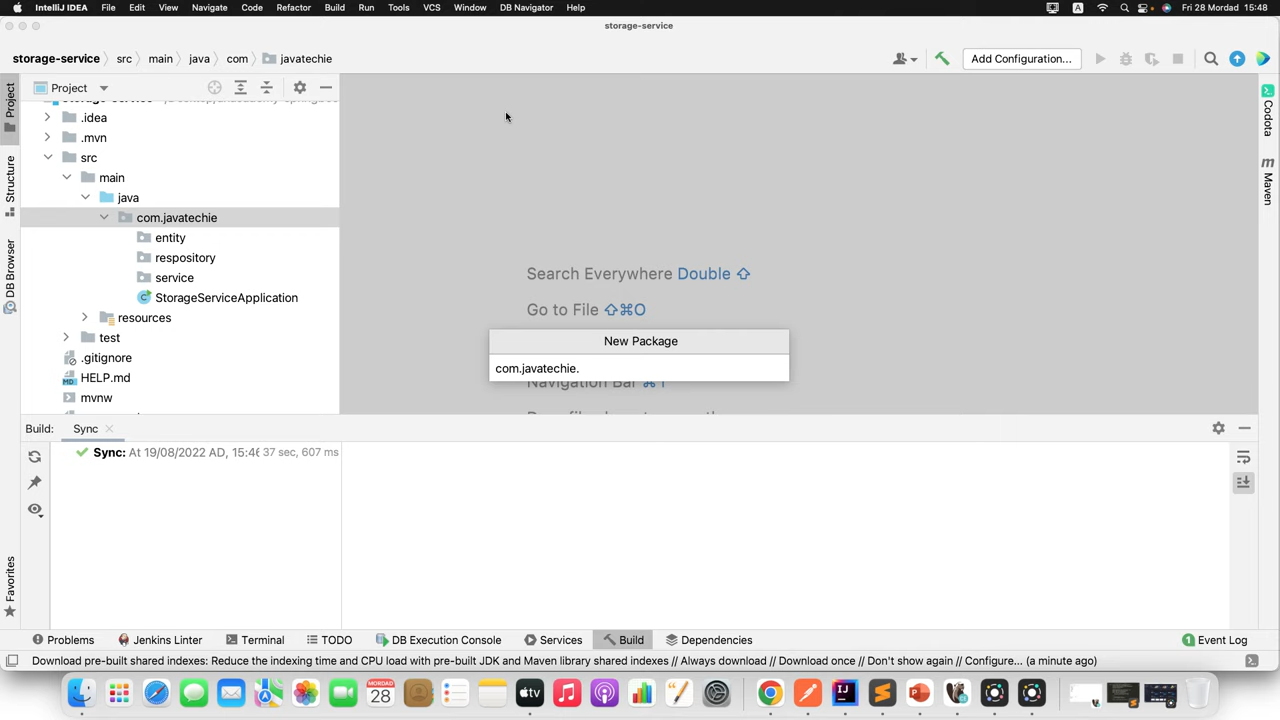 IntelliJ IDEA File Edit View Navigate Code Refactor Build Run Tools VCS Window DB Navigator Help A Fri 28 Mordad 15:48
storage-service
storage-service src main java com javatechie Add Configuration...
Project
.idea
.mvn
src
main
java
com.javatechie
entity
respository
service
StorageServiceApplication
resources
test
.gitignore
HELP.md
mvnw
Project
Structure
DB Browser
Favorites
Codota
Maven
Search Everywhere Double ⇧
Go to File ⇧⌘O
New Package
com.javatechie.
Build: Sync
Sync: At 19/08/2022 AD, 15:46 37 sec, 607 ms
Problems Jenkins Linter Terminal TODO DB Execution Console Services Build Dependencies 1 Event Log
Download pre-built shared indexes: Reduce the indexing time and CPU load with pre-built JDK and Maven library shared indexes // Always download // Download once // Don't show again // Configure... (a minute ago)
MORDAD
28
tv